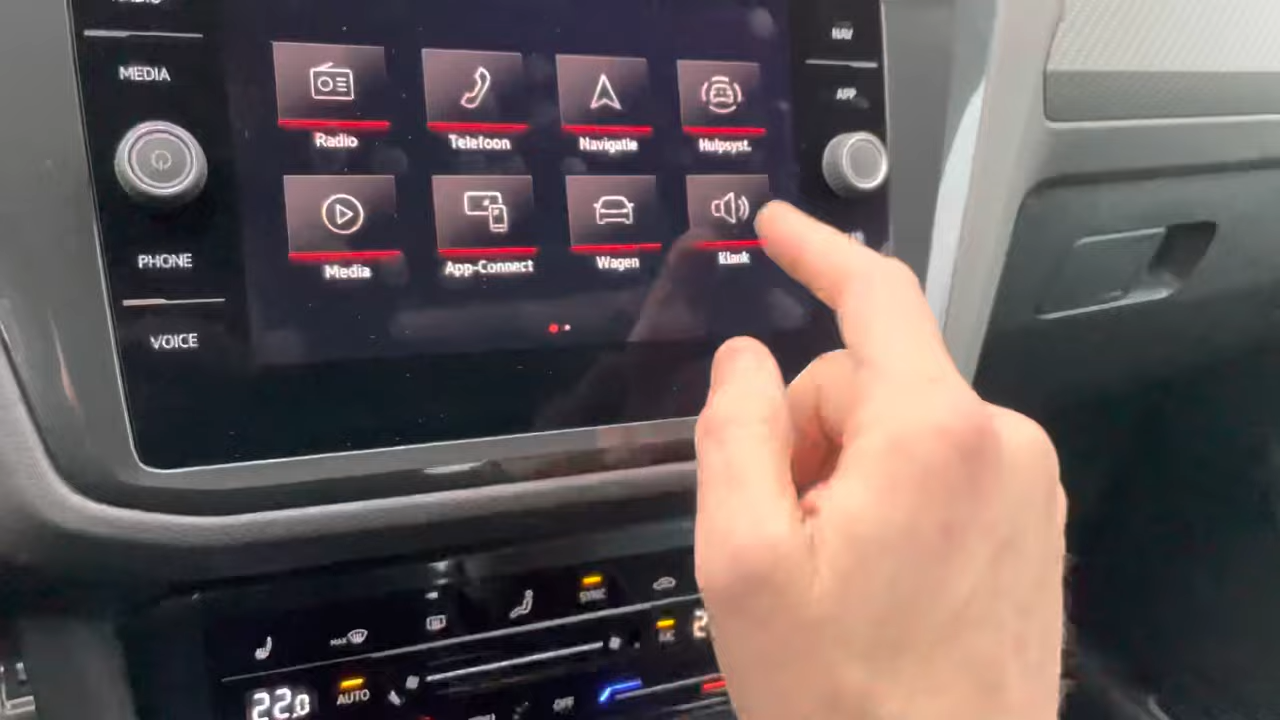 RADIO
MEDIA
PHONE
VOICE
NAV
APP
Radio
Telefoon
Navigatie
Hulpsyst.
Media
App-Connect
Wagen
Klank
SYNC
MAX
A/C
22.0
AUTO
OFF